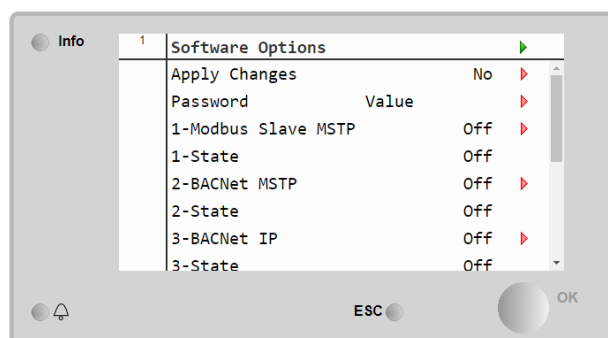 Info
1 Software Options
Apply Changes No
Password Value
1-Modbus Slave MSTP Off
1-State Off
2-BACNet MSTP Off
2-State Off
3-BACNet IP Off
3-State Off
ESC OK